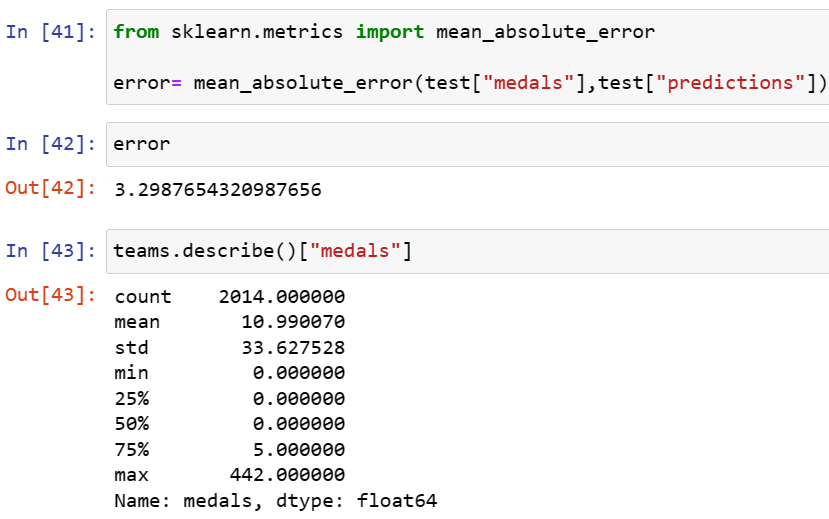 In [41]: from sklearn.metrics import mean_absolute_error
error= mean_absolute_error(test["medals"],test["predictions"])
In [42]: error
Out[42]: 3.2987654320987656
In [43]: teams.describe()["medals"]
Out[43]: count    2014.000000
mean       10.990070
std        33.627528
min         0.000000
25%         0.000000
50%         0.000000
75%         5.000000
max       442.000000
Name: medals, dtype: float64